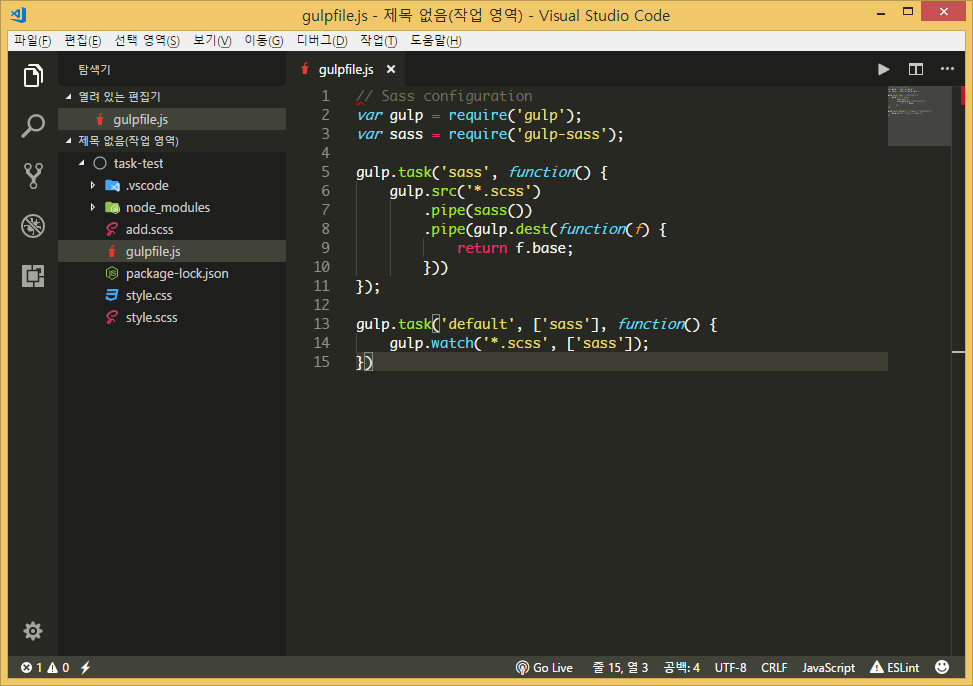 gulpfile.js - 제목 없음(작업 영역) - Visual Studio Code
파일(F) 편집(E) 선택 영역(S) 보기(V) 이동(G) 디버그(D) 작업(T) 도움말(H)
탐색기
열려 있는 편집기
gulpfile.js
제목 없음(작업 영역)
task-test
.vscode
node_modules
add.scss
gulpfile.js
package-lock.json
style.css
style.scss
gulpfile.js
1 // Sass configuration
2 var gulp = require('gulp');
3 var sass = require('gulp-sass');
4
5 gulp.task('sass', function() {
6 gulp.src('*.scss')
7 .pipe(sass())
8 .pipe(gulp.dest(function(f) {
9 return f.base;
10 }))
11 });
12
13 gulp.task('default', ['sass'], function() {
14 gulp.watch('*.scss', ['sass']);
15 })
1 0 Go Live 줄 15, 열 3 공백: 4 UTF-8 CRLF JavaScript ESLint